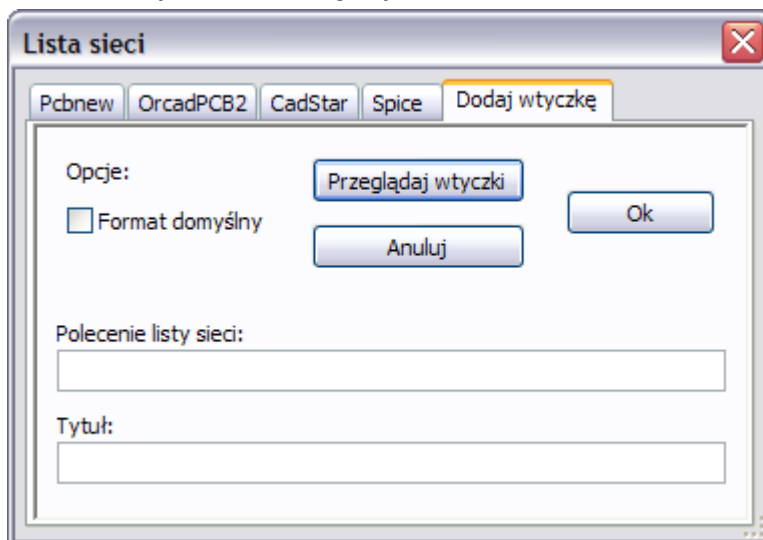 Lista sieci
Pcbnew OrcadPCB2 CadStar Spice Dodaj wtyczkę
Opcje:
Przeglądaj wtyczki
Format domyślny
Ok
Anuluj
Polecenie listy sieci:
Tytuł: